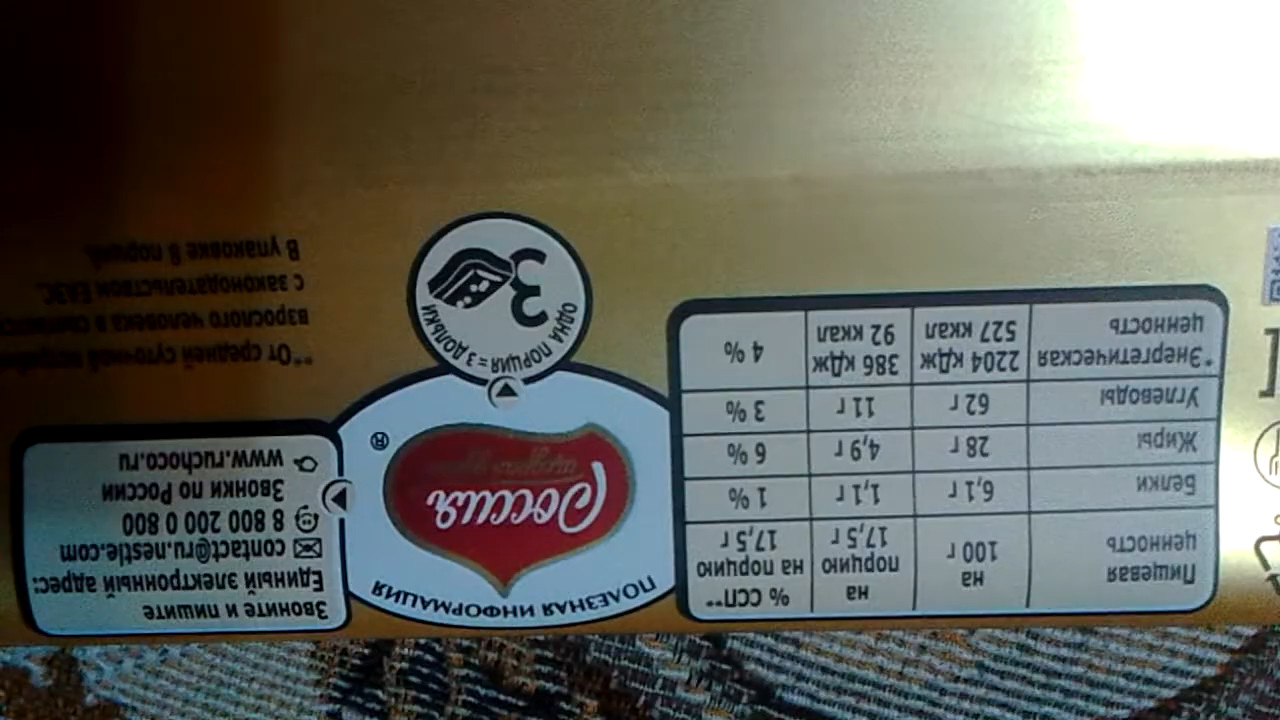 Пищевая ценность | на 100 г | на порцию 17,5 г | % ССП** на порцию 17,5 г
Белки | 6,1 г | 1,1 г | 1 %
Жиры | 28 г | 4,9 г | 6 %
Углеводы | 62 г | 11 г | 3 %
*Энергетическая ценность | 2204 кДж 527 ккал | 386 кДж 92 ккал | 4 %
ПОЛЕЗНАЯ ИНФОРМАЦИЯ
Россия
®
ОДНА ПОРЦИЯ = 3 ДОЛЬКИ
3
Звоните и пишите
Единый электронный адрес:
contact@ru.nestle.com
8 800 200 0 800
Звонки по России
www.ruchoco.ru
**От средней суточной
взрослого человека в
с законодательством ЕАЭС.
В упаковке 8 порций.